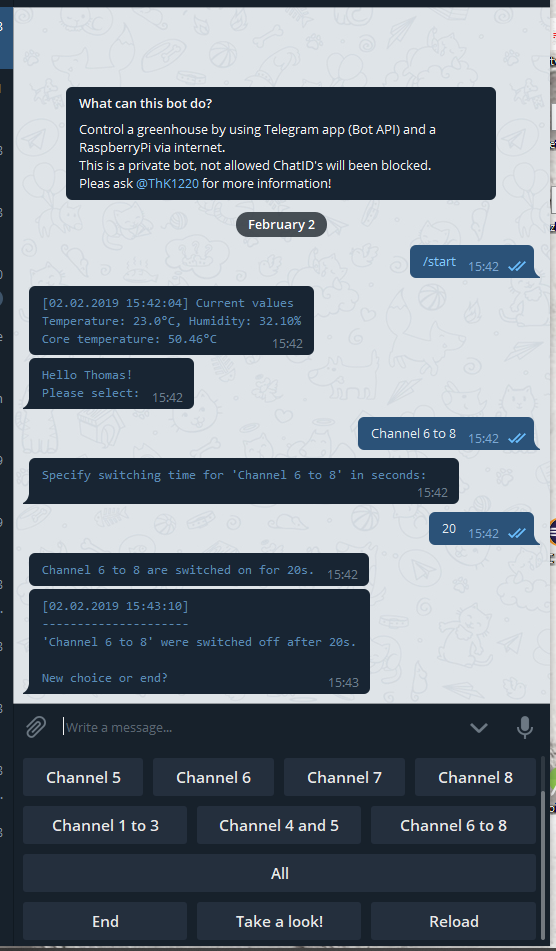 What can this bot do?
Control a greenhouse by using Telegram app (Bot API) and a
RaspberryPi via internet.
This is a private bot, not allowed ChatID's will been blocked.
Pleas ask @ThK1220 for more information!
February 2
/start 15:42
[02.02.2019 15:42:04] Current values
Temperature: 23.0°C, Humidity: 32.10%
Core temperature: 50.46°C 15:42
Hello Thomas!
Please select: 15:42
Channel 6 to 8 15:42
Specify switching time for 'Channel 6 to 8' in seconds:
15:42
20 15:42
Channel 6 to 8 are switched on for 20s. 15:42
[02.02.2019 15:43:10]
---------------------
'Channel 6 to 8' were switched off after 20s.
New choice or end? 15:43
Write a message...
Channel 5 Channel 6 Channel 7 Channel 8
Channel 1 to 3 Channel 4 and 5 Channel 6 to 8
All
End Take a look! Reload